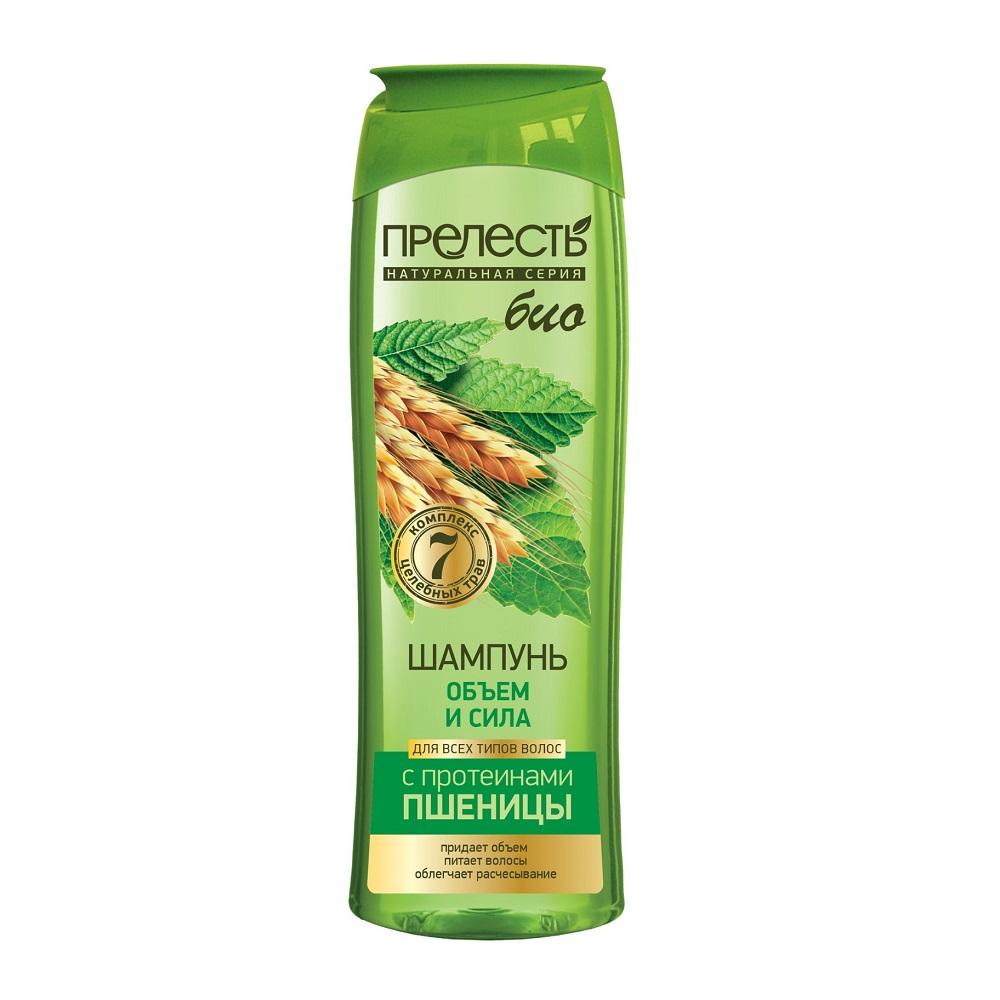 прелесть
НАТУРАЛЬНАЯ СЕРИЯ
био
комплекс
7
целебных трав
ШАМПУНЬ
ОБЪЕМ
И СИЛА
ДЛЯ ВСЕХ ТИПОВ ВОЛОС
с протеинами
ПШЕНИЦЫ
придает объем
питает волосы
облегчает расчесывание